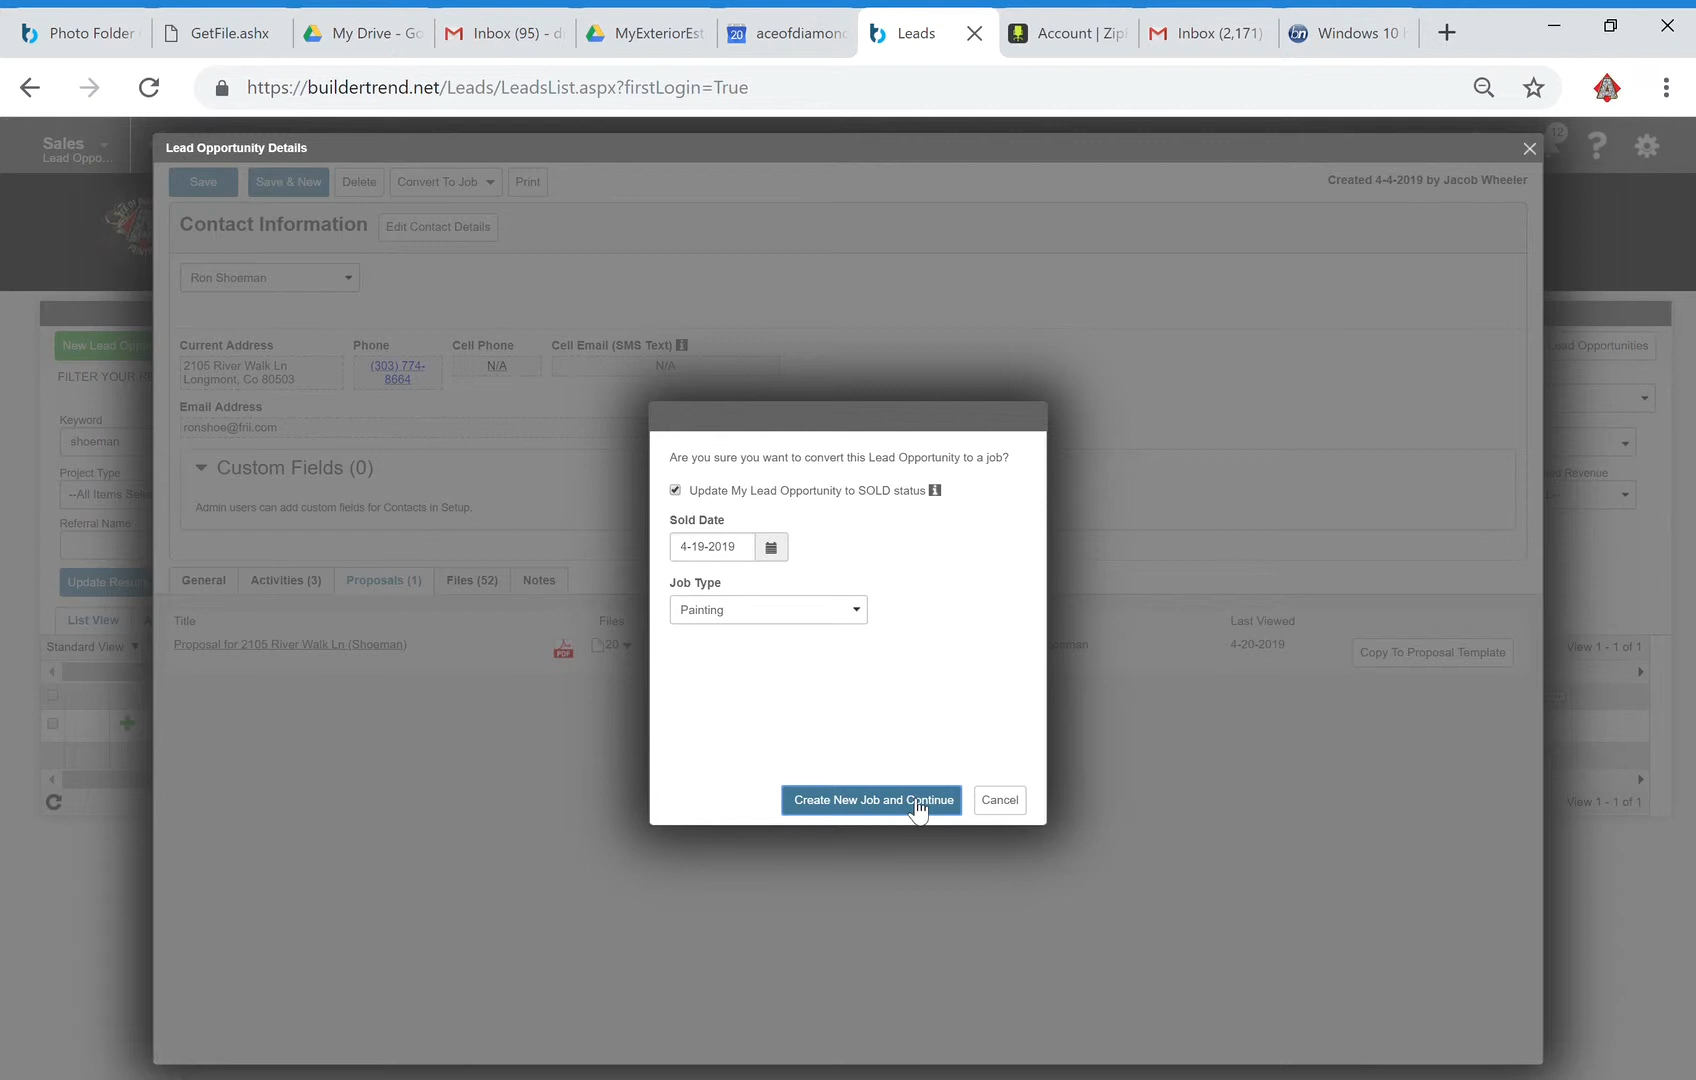 Photo Folder
GetFile.ashx
My Drive - Go
Inbox (95) - d
MyExteriorEst
20
aceofdiamon
Leads
Account | Zip
Inbox (2,171)
bn
Windows 10
https://buildertrend.net/Leads/LeadsList.aspx?firstLogin=True
Sales
Lead Oppo...
12
Lead Opportunity Details
Save
Save & New
Delete
Convert To Job
Print
Created 4-4-2019 by Jacob Wheeler
Contact Information
Edit Contact Details
Ron Shoeman
New Lead
Lead Opportunities
FILTER YOUR
Current Address
Phone
Cell Phone
Cell Email (SMS Text)
2105 River Walk Ln
Longmont, Co 80503
(303) 774-
8664
N/A
N/A
Email Address
ronshoe@frii.com
Keyword
shoeman
Project Type
--All Items
Referral Name
Revenue
Custom Fields (0)
Admin users can add custom fields for Contacts in Setup.
Are you sure you want to convert this Lead Opportunity to a job?
Update My Lead Opportunity to SOLD status
Sold Date
4-19-2019
Job Type
Painting
Create New Job and Continue
Cancel
Update
General
Activities (3)
Proposals (1)
Files (52)
Notes
List View
Title
Files
Last Viewed
Standard View
Proposal for 2105 River Walk Ln (Shoeman)
PDF
20
4-20-2019
Copy To Proposal Template
View 1 - 1 of 1
View 1 - 1 of 1